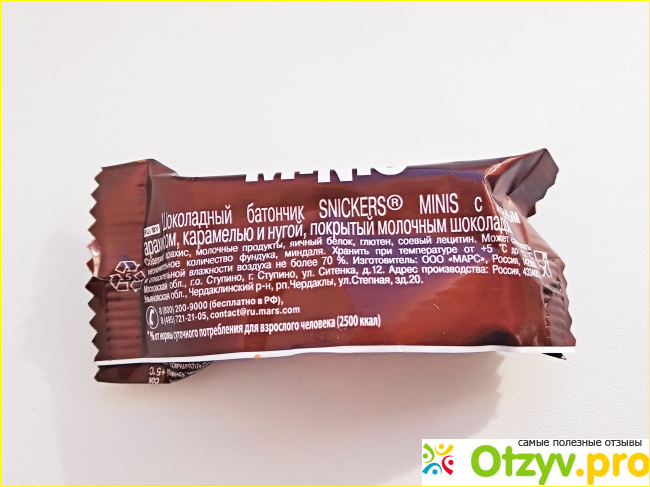 MINIS
Шоколадный батончик SNICKERS® MINIS с
арахисом, карамелью и нугой, покрытый молочным шоколадом.
арахис, молочные продукты, яичный белок, глютен, соевый лецитин. Может
незначительное количество фундука, миндаля. Хранить при температуре от +5°С до
относительной влажности воздуха не более 70 %. Изготовитель: ООО «МАРС», Россия,
Московская обл., г.о. Ступино, г. Ступино, ул. Ситенка, д.12. Адрес производства: Россия,
Ульяновская обл., Чердаклинский р-н, рп.Чердаклы, ул.Степная, зд.20.
8 (800) 200-9000 (бесплатно в РФ),
8 (495) 721-21-05, contact@ru.mars.com
* % от нормы суточного потребления для взрослого человека (2500 ккал)
самые полезные отзывы
Otzyv.pro